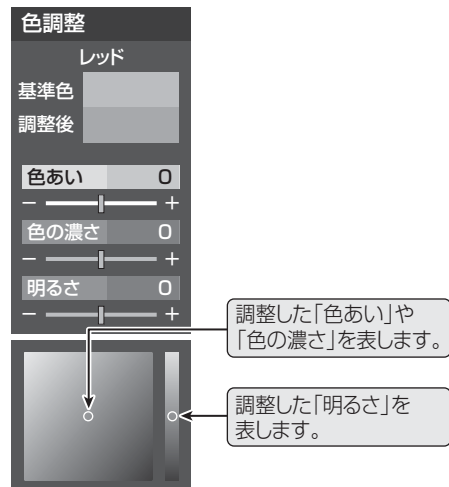 色調整
レッド
基準色
調整後
色あい 0
− +
色の濃さ 0
− +
明るさ 0
− +
調整した「色あい」や
「色の濃さ」を表します。
調整した「明るさ」を
表します。